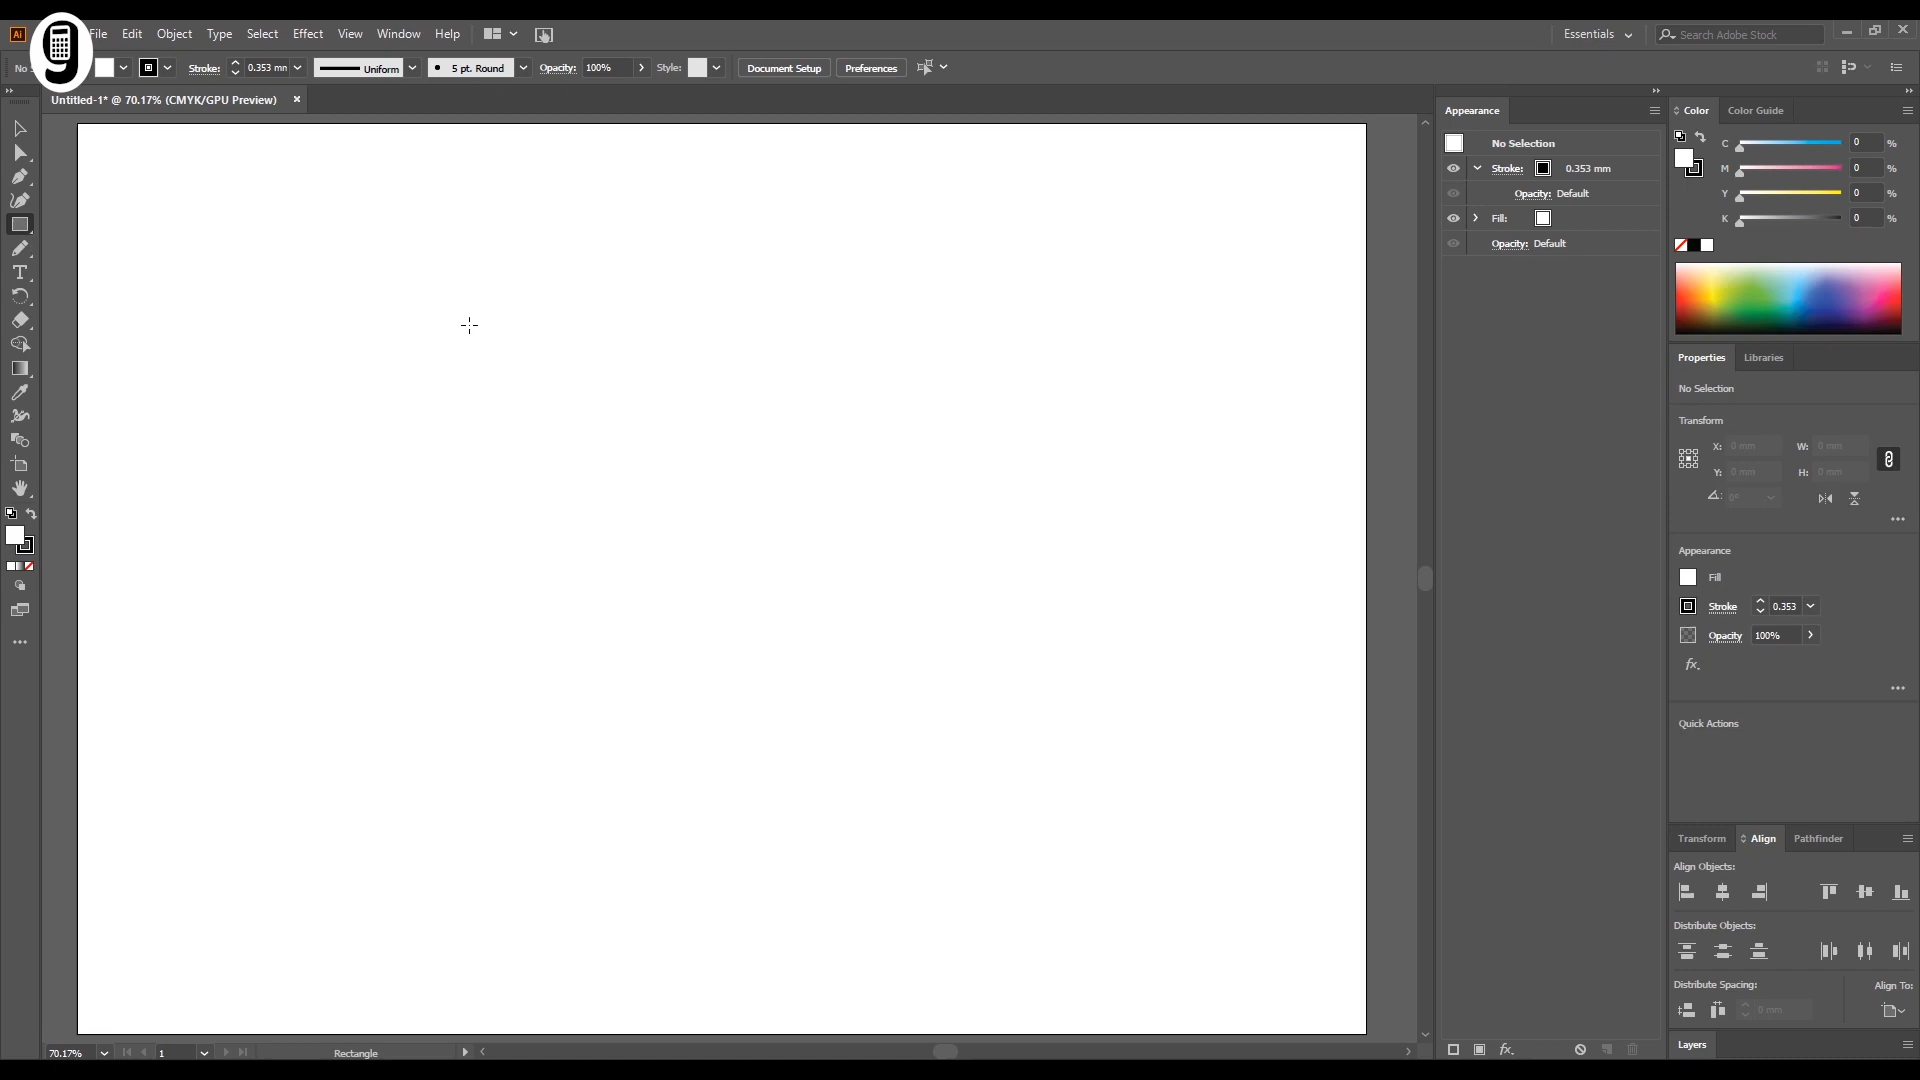 Ai File Edit Object Type Select Effect View Window Help Essentials Search Adobe Stock
Stroke: 0.353 mm Uniform 5 pt. Round Opacity: 100% Style: Document Setup Preferences
Untitled-1* @ 70.17% (CMYK/GPU Preview)
Appearance
No Selection
Stroke: 0.353 mm
Opacity: Default
Fill:
Opacity: Default
Color Color Guide
C 0 %
M 0 %
Y 0 %
K 0 %
Properties Libraries
No Selection
Transform
X: 0 mm W: 0 mm
Y: 0 mm H: 0 mm
0°
Appearance
Fill
Stroke 0.353
Opacity 100%
fx.
Quick Actions
Transform Align Pathfinder
Align Objects:
Distribute Objects:
Distribute Spacing: Align To:
0 mm
Layers
70.17% 1 Rectangle
fx.